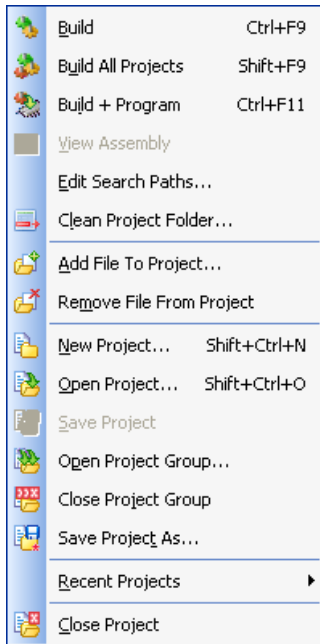 Build Ctrl+F9
Build All Projects Shift+F9
Build + Program Ctrl+F11
View Assembly
Edit Search Paths...
Clean Project Folder...
Add File To Project...
Remove File From Project
New Project... Shift+Ctrl+N
Open Project... Shift+Ctrl+O
Save Project
Open Project Group...
Close Project Group
Save Project As...
Recent Projects
Close Project